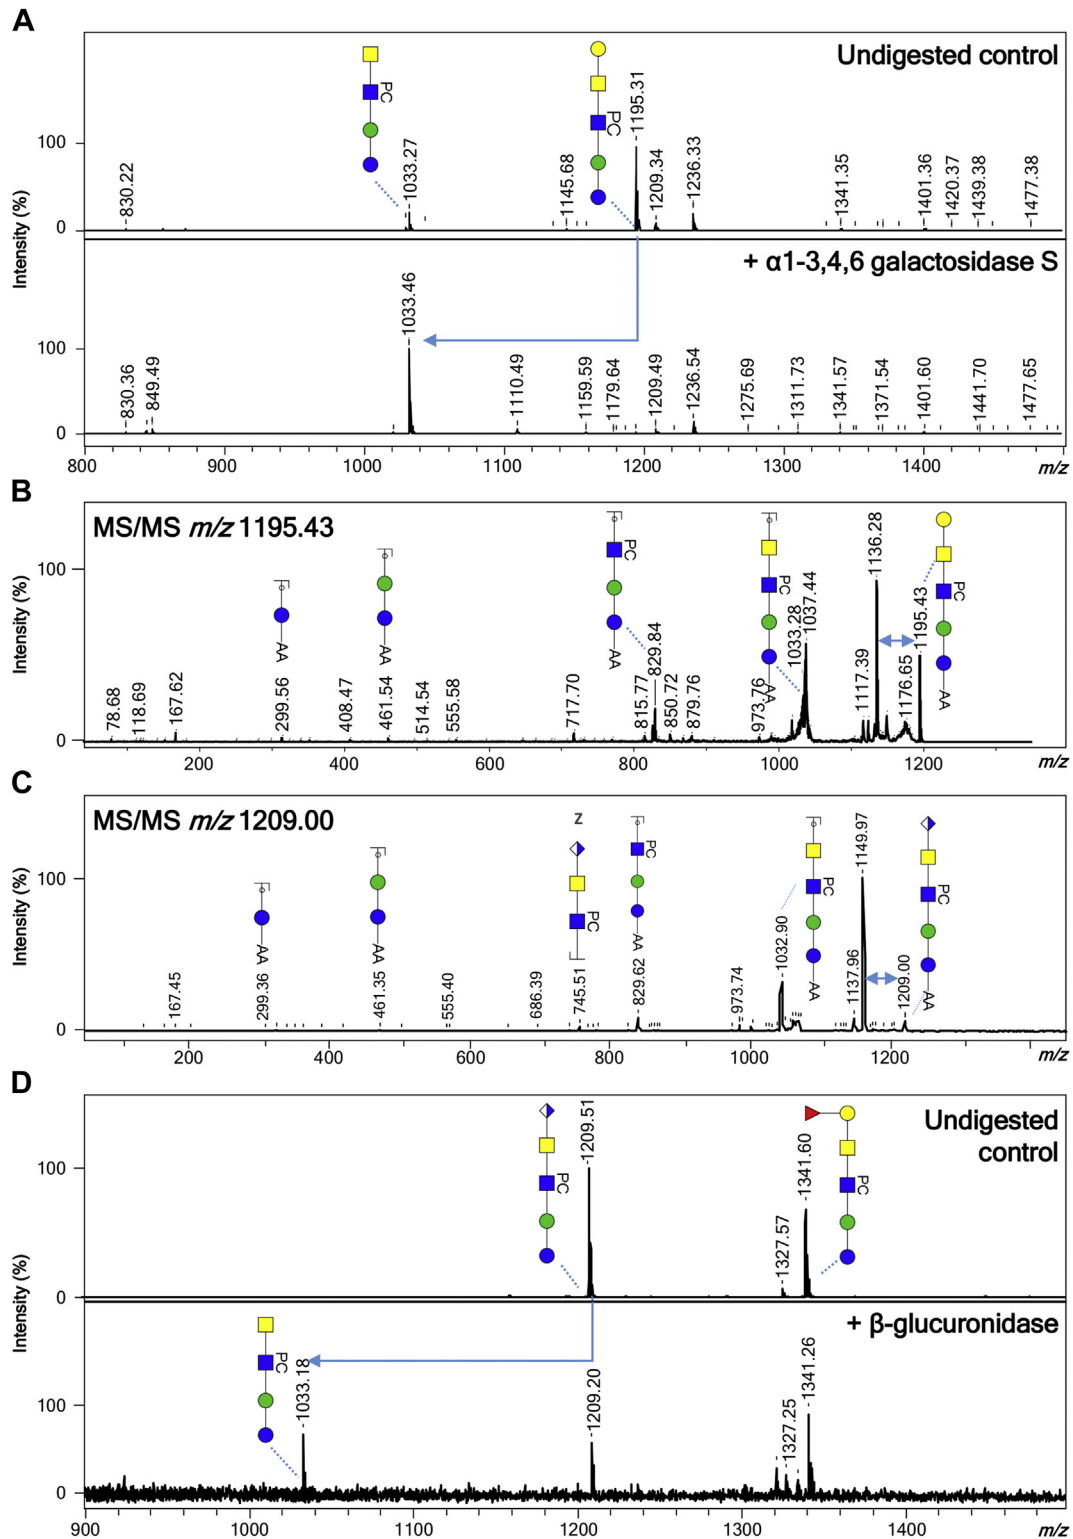 A
Undigested control
Intensity (%)
100
0
PC
PC
830.22
1033.27
1145.68
1195.31
1209.34
1236.33
1341.35
1401.36
1420.37
1439.38
1477.38
+ α1-3,4,6 galactosidase S
Intensity (%)
100
0
830.36
849.49
1033.46
1110.49
1159.59
1179.64
1209.49
1236.54
1275.69
1311.73
1341.57
1371.54
1401.60
1441.70
1477.65
800 900 1000 1100 1200 1300 1400 m/z
B
MS/MS m/z 1195.43
Intensity (%)
100
0
AA
AA
PC
AA
PC
AA
PC
AA
78.68
118.69
167.62
299.56
408.47
461.54
514.54
555.58
717.70
815.77
829.84
850.72
879.76
973.76
1033.28
1037.44
1117.39
1136.28
1176.65
1195.43
200 400 600 800 1000 1200 m/z
C
MS/MS m/z 1209.00
Intensity (%)
100
0
AA
AA
Z
PC
PC
AA
PC
AA
PC
AA
167.45
299.36
461.35
555.40
686.39
745.51
829.62
973.74
1032.90
1137.96
1149.97
1209.00
200 400 600 800 1000 1200 m/z
D
Undigested
control
Intensity (%)
100
0
PC
PC
1209.51
1327.57
1341.60
+ β-glucuronidase
Intensity (%)
100
0
PC
1033.18
1209.20
1327.25
1341.26
900 1000 1100 1200 1300 1400 m/z